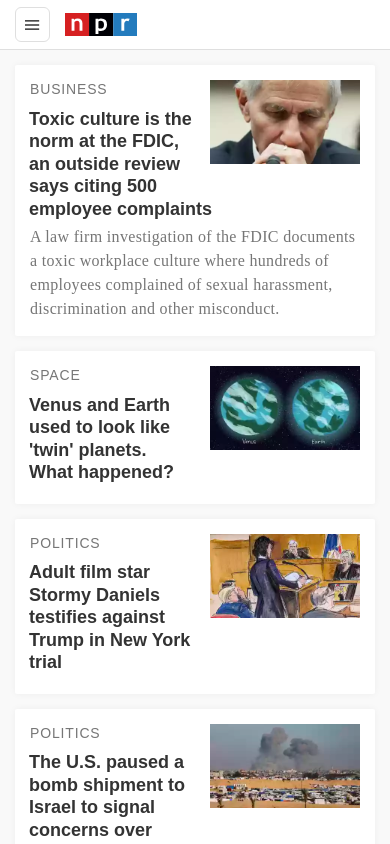 npr
BUSINESS
Toxic culture is the
norm at the FDIC,
an outside review
says citing 500
employee complaints
A law firm investigation of the FDIC documents
a toxic workplace culture where hundreds of
employees complained of sexual harassment,
discrimination and other misconduct.
SPACE
Venus and Earth
used to look like
'twin' planets.
What happened?
Venus
Earth
POLITICS
Adult film star
Stormy Daniels
testifies against
Trump in New York
trial
POLITICS
The U.S. paused a
bomb shipment to
Israel to signal
concerns over